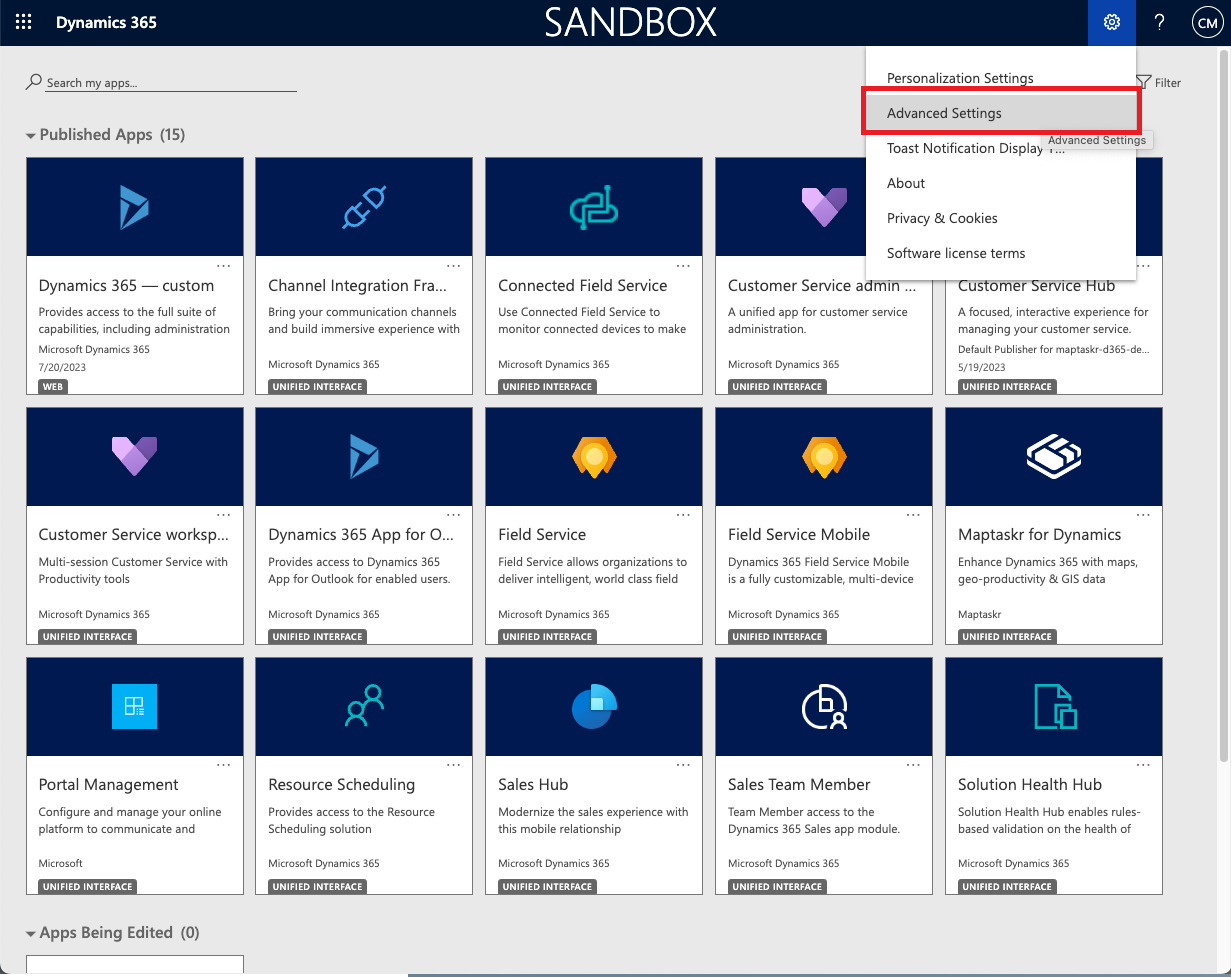 Dynamics 365
SANDBOX
?
CM
Search my apps...
Filter
Personalization Settings
Advanced Settings
Advanced Settings
Toast Notification Display T...
About
Privacy & Cookies
Software license terms
Published Apps (15)
Dynamics 365 — custom
Provides access to the full suite of
capabilities, including administration
Microsoft Dynamics 365
7/20/2023
WEB
Channel Integration Fra...
Bring your communication channels
and build immersive experience with
Microsoft Dynamics 365
UNIFIED INTERFACE
Connected Field Service
Use Connected Field Service to
monitor connected devices to make
Microsoft Dynamics 365
UNIFIED INTERFACE
Customer Service admin ...
A unified app for customer service
administration.
Microsoft Dynamics 365
UNIFIED INTERFACE
Customer Service Hub
A focused, interactive experience for
managing your customer service.
Default Publisher for maptaskr-d365-de...
5/19/2023
UNIFIED INTERFACE
Customer Service worksp...
Multi-session Customer Service with
Productivity tools
Microsoft Dynamics 365
UNIFIED INTERFACE
Dynamics 365 App for O...
Provides access to Dynamics 365
App for Outlook for enabled users.
Microsoft Dynamics 365
UNIFIED INTERFACE
Field Service
Field Service allows organizations to
deliver intelligent, world class field
Microsoft Dynamics 365
UNIFIED INTERFACE
Field Service Mobile
Dynamics 365 Field Service Mobile
is a fully customizable, multi-device
Microsoft Dynamics 365
UNIFIED INTERFACE
Maptaskr for Dynamics
Enhance Dynamics 365 with maps,
geo-productivity & GIS data
Maptaskr
UNIFIED INTERFACE
Portal Management
Configure and manage your online
platform to communicate and
Microsoft
UNIFIED INTERFACE
Resource Scheduling
Provides access to the Resource
Scheduling solution
Microsoft Dynamics 365
UNIFIED INTERFACE
Sales Hub
Modernize the sales experience with
this mobile relationship
Microsoft Dynamics 365
UNIFIED INTERFACE
Sales Team Member
Team Member access to the
Dynamics 365 Sales app module.
Microsoft Dynamics 365
UNIFIED INTERFACE
Solution Health Hub
Solution Health Hub enables rules-
based validation on the health of
Microsoft Dynamics 365
UNIFIED INTERFACE
Apps Being Edited (0)